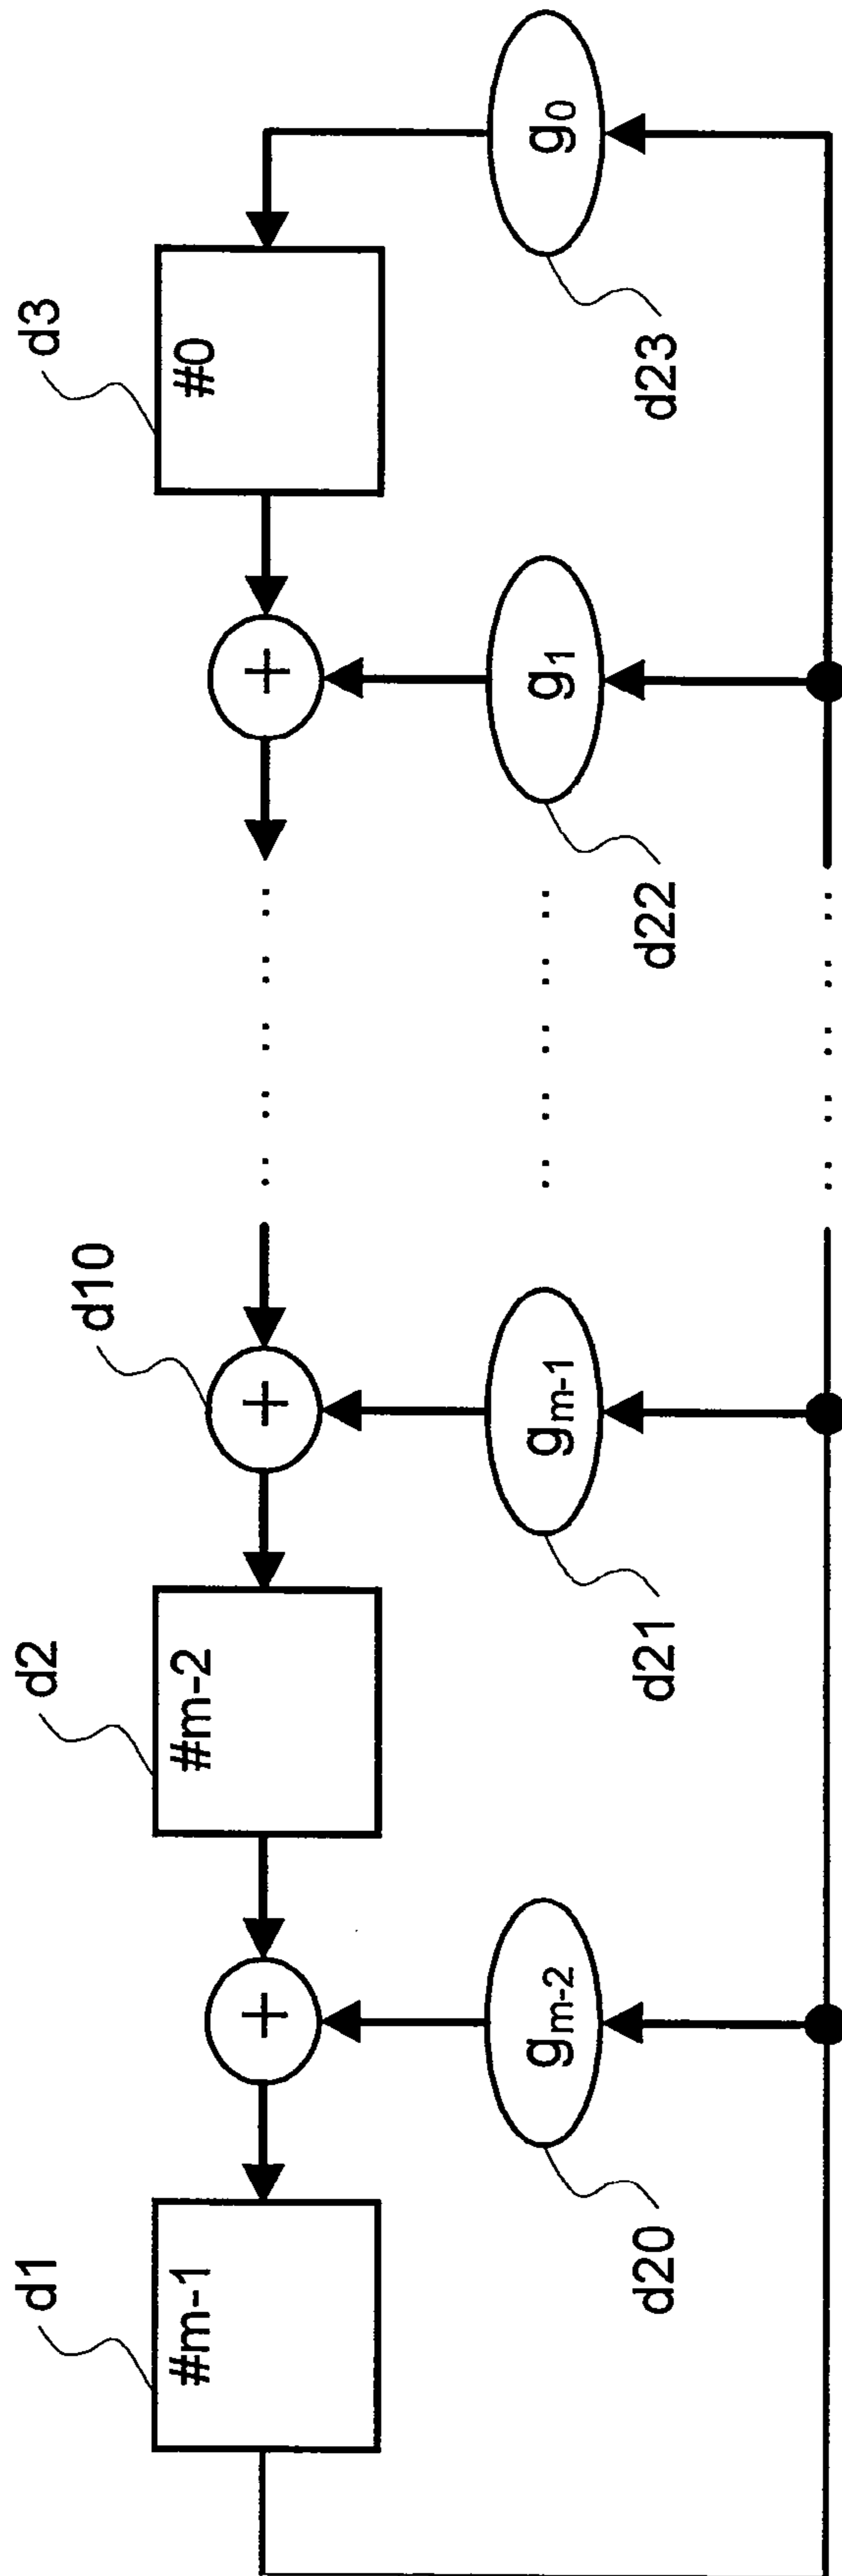 d1
d2
d10
d3
#m-1
#m-2
#0
+
+
+
gm-2
gm-1
g1
g0
d20
d21
d22
d23